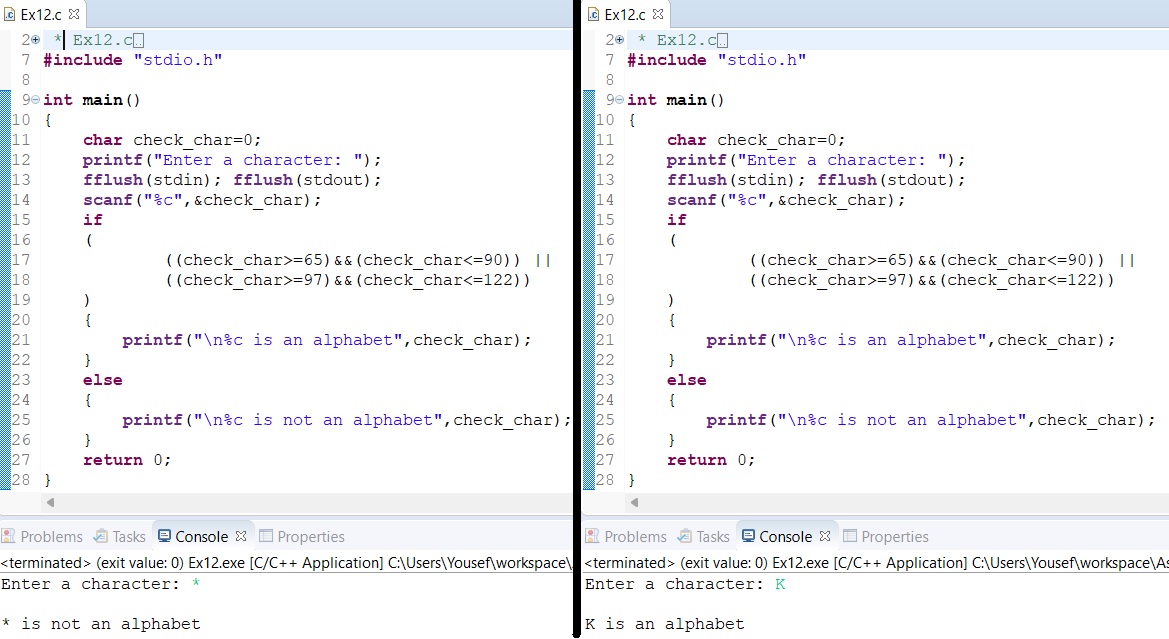 Ex12.c
2 * Ex12.c
7 #include "stdio.h"
8
9 int main()
10 {
11     char check_char=0;
12     printf("Enter a character: ");
13     fflush(stdin); fflush(stdout);
14     scanf("%c",&check_char);
15     if
16     (
17             ((check_char>=65)&&(check_char<=90)) ||
18             ((check_char>=97)&&(check_char<=122))
19     )
20     {
21         printf("\n%c is an alphabet",check_char);
22     }
23     else
24     {
25         printf("\n%c is not an alphabet",check_char);
26     }
27     return 0;
28 }
Problems Tasks Console Properties
<terminated> (exit value: 0) Ex12.exe [C/C++ Application] C:\Users\Yousef\workspace\
Enter a character: *
* is not an alphabet
Ex12.c
2 * Ex12.c
7 #include "stdio.h"
8
9 int main()
10 {
11     char check_char=0;
12     printf("Enter a character: ");
13     fflush(stdin); fflush(stdout);
14     scanf("%c",&check_char);
15     if
16     (
17             ((check_char>=65)&&(check_char<=90)) ||
18             ((check_char>=97)&&(check_char<=122))
19     )
20     {
21         printf("\n%c is an alphabet",check_char);
22     }
23     else
24     {
25         printf("\n%c is not an alphabet",check_char);
26     }
27     return 0;
28 }
Problems Tasks Console Properties
<terminated> (exit value: 0) Ex12.exe [C/C++ Application] C:\Users\Yousef\workspace\As
Enter a character: K
K is an alphabet